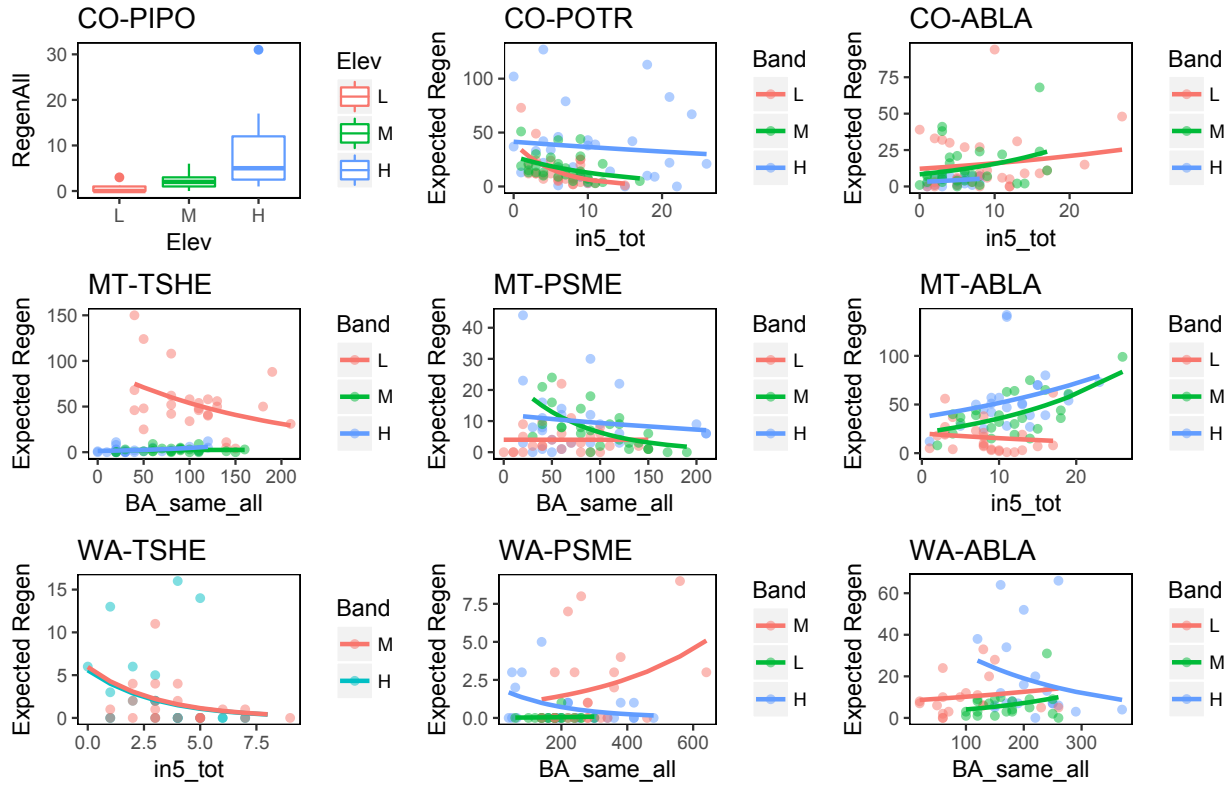 CO-PIPO
RegenAll
30
20
10
0
L M H
Elev
Elev
L
M
H
CO-POTR
Expected Regen
100
50
0
0 20
in5_tot
Band
L
M
H
CO-ABLA
Expected Regen
75
50
25
0
0 10 20
in5_tot
Band
L
M
H
MT-TSHE
Expected Regen
150
100
50
0
0 50 100 150 200
BA_same_all
Band
L
M
H
MT-PSME
Expected Regen
40
30
20
10
0
0 50 100 150 200
BA_same_all
Band
L
M
H
MT-ABLA
Expected Regen
100
50
0
0 20
in5_tot
Band
L
M
H
WA-TSHE
Expected Regen
15
10
5
0
0.0 2.5 5.0 7.5
in5_tot
Band
M
H
WA-PSME
Expected Regen
7.5
5.0
2.5
0.0
200 400 600
BA_same_all
Band
M
L
H
WA-ABLA
Expected Regen
60
40
20
0
100 200 300
BA_same_all
Band
L
M
H